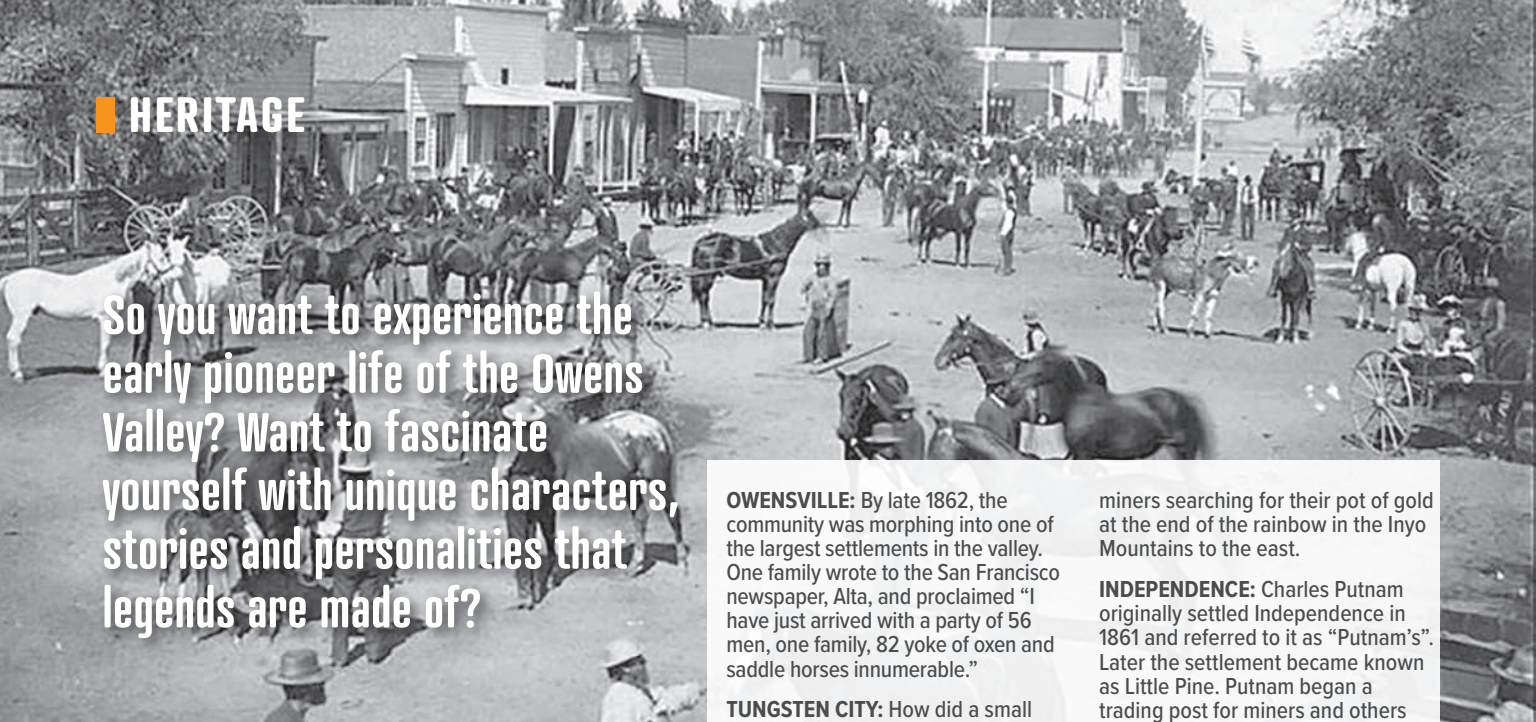 HERITAGE
So you want to experience the
early pioneer life of the Owens
Valley? Want to fascinate
yourself with unique characters,
stories and personalities that
legends are made of?
OWENSVILLE: By late 1862, the
community was morphing into one of
the largest settlements in the valley.
One family wrote to the San Francisco
newspaper, Alta, and proclaimed “I
have just arrived with a party of 56
men, one family, 82 yoke of oxen and
saddle horses innumerable.”
TUNGSTEN CITY: How did a small
miners searching for their pot of gold
at the end of the rainbow in the Inyo
Mountains to the east.
INDEPENDENCE: Charles Putnam
originally settled Independence in
1861 and referred to it as “Putnam’s”.
Later the settlement became known
as Little Pine. Putnam began a
trading post for miners and others